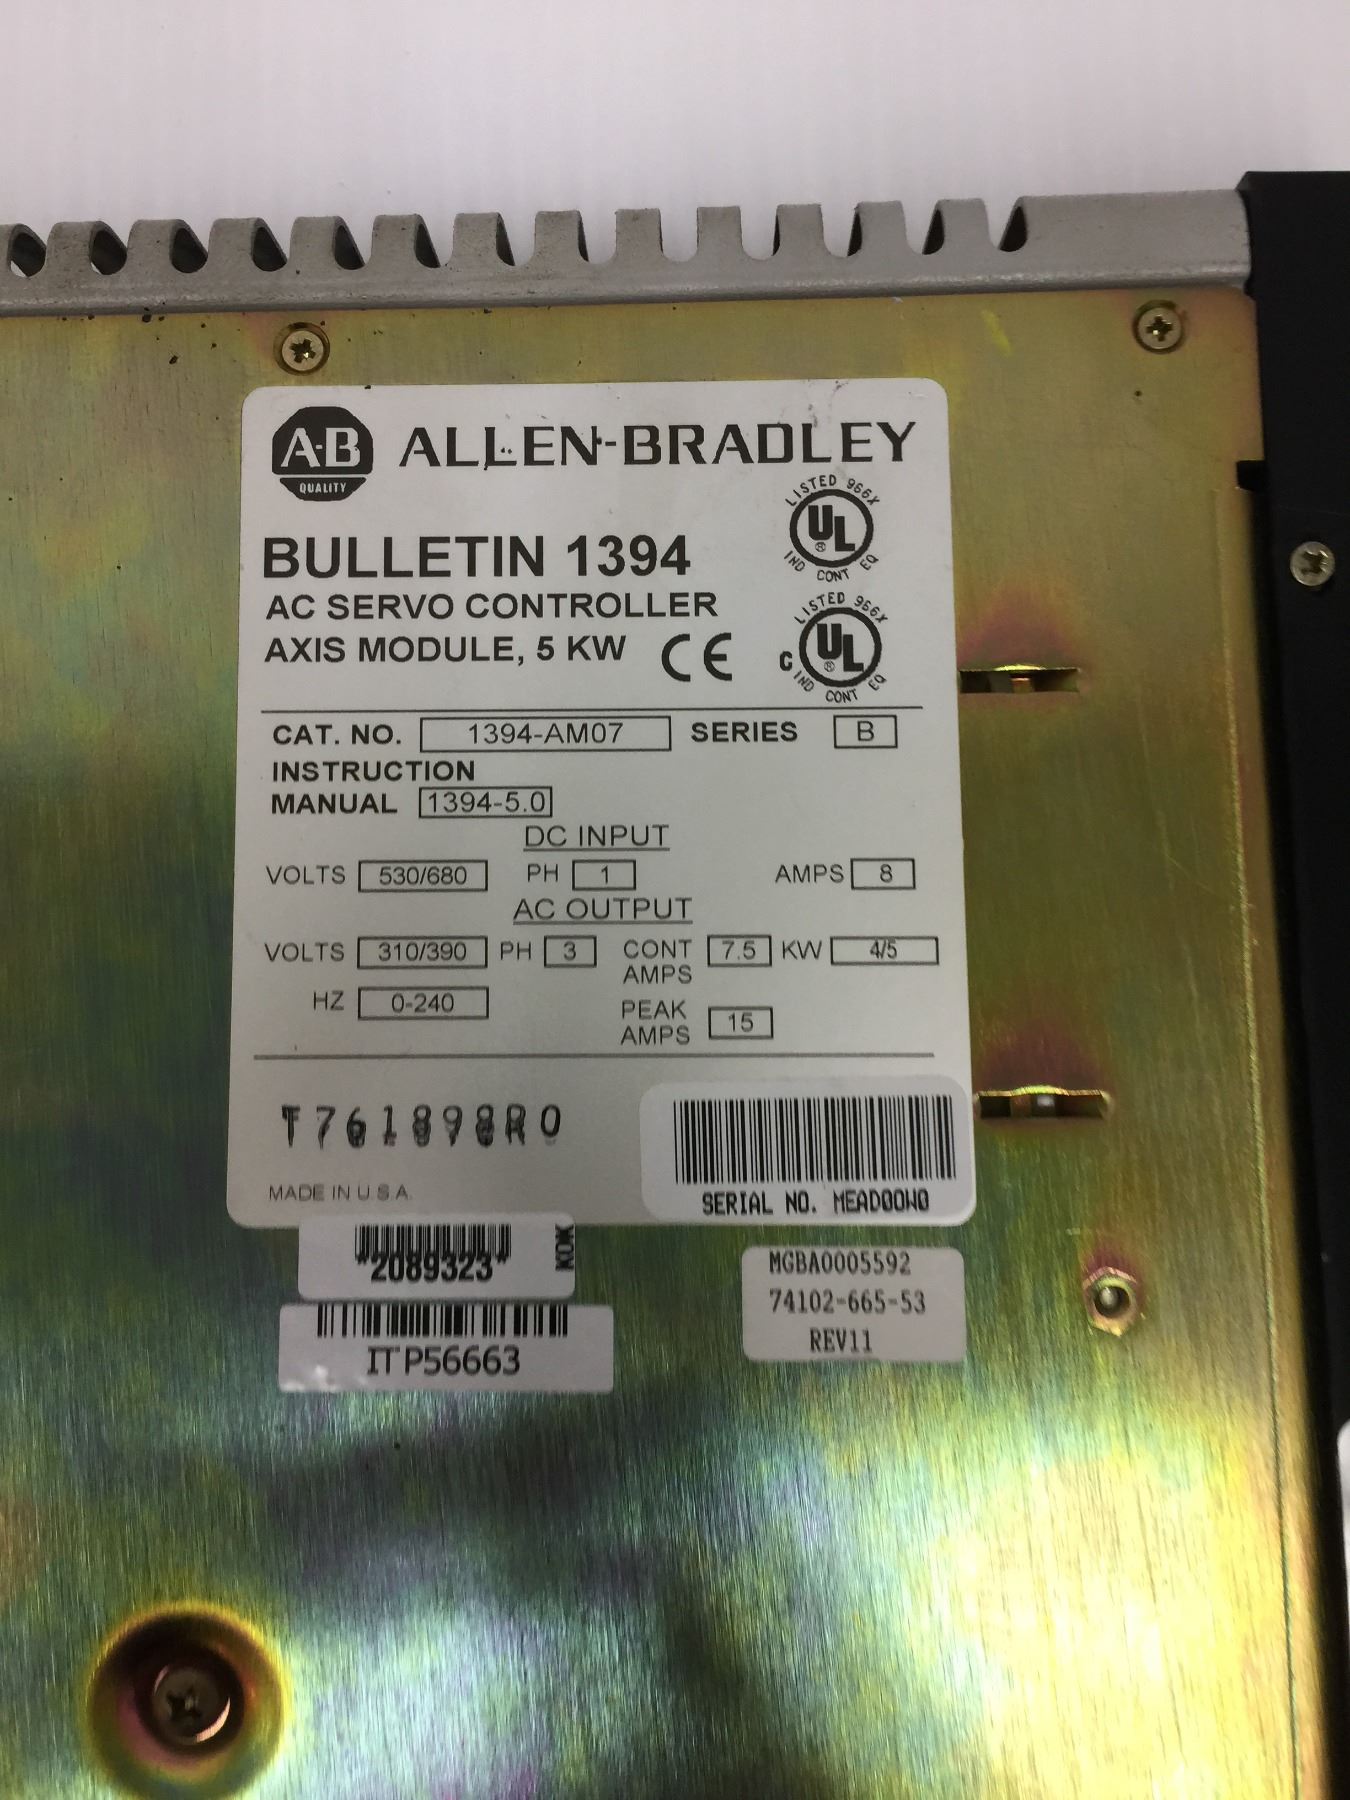 A-B
QUALITY
ALLEN-BRADLEY
LISTED 966X
UL
®
IND CONT EQ
BULLETIN 1394
AC SERVO CONTROLLER
AXIS MODULE, 5 KW
CE
LISTED 966X
C UL
®
IND CONT EQ
CAT. NO. 1394-AM07 SERIES B
INSTRUCTION
MANUAL 1394-5.0
DC INPUT
VOLTS 530/680 PH 1 AMPS 8
AC OUTPUT
VOLTS 310/390 PH 3 CONT AMPS 7.5 KW 4/5
HZ 0-240 PEAK AMPS 15
T761898R0
MADE IN U.S.A.
SERIAL NO. MEAD00W0
*2089323*
KOK
ITP56663
MGBA0005592
74102-665-53
REV11